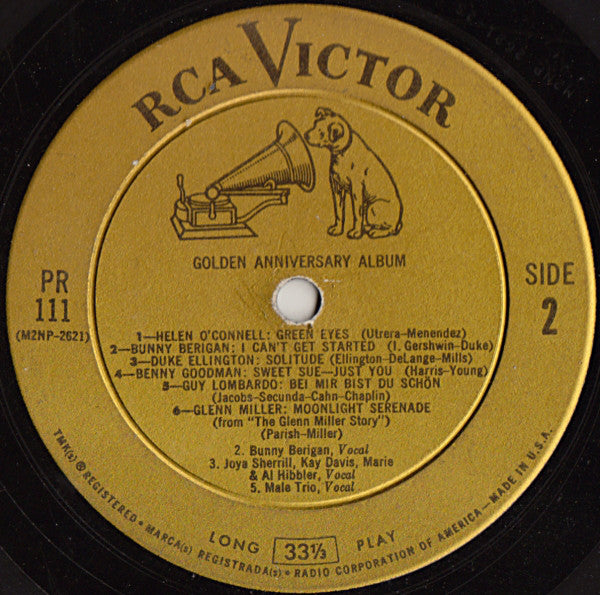 RCA VICTOR
GOLDEN ANNIVERSARY ALBUM
PR
111
(M2NP-2621)
SIDE
2
1—HELEN O'CONNELL: GREEN EYES (Utrera-Menendez)
2—BUNNY BERIGAN: I CAN'T GET STARTED (I. Gershwin-Duke)
3—DUKE ELLINGTON: SOLITUDE (Ellington-DeLange-Mills)
4—BENNY GOODMAN: SWEET SUE—JUST YOU (Harris-Young)
5—GUY LOMBARDO: BEI MIR BIST DU SCHÖN
(Jacobs-Secunda-Cahn-Chaplin)
6—GLENN MILLER: MOONLIGHT SERENADE
(from "The Glenn Miller Story")
(Parish-Miller)
2. Bunny Berigan, Vocal
3. Joya Sherrill, Kay Davis, Marie
& Al Hibbler, Vocal
5. Male Trio, Vocal
LONG 33⅓ PLAY
TMK(s) ® REGISTERED • MARCA(s) REGISTRADA(s) • RADIO CORPORATION OF AMERICA—MADE IN U.S.A.